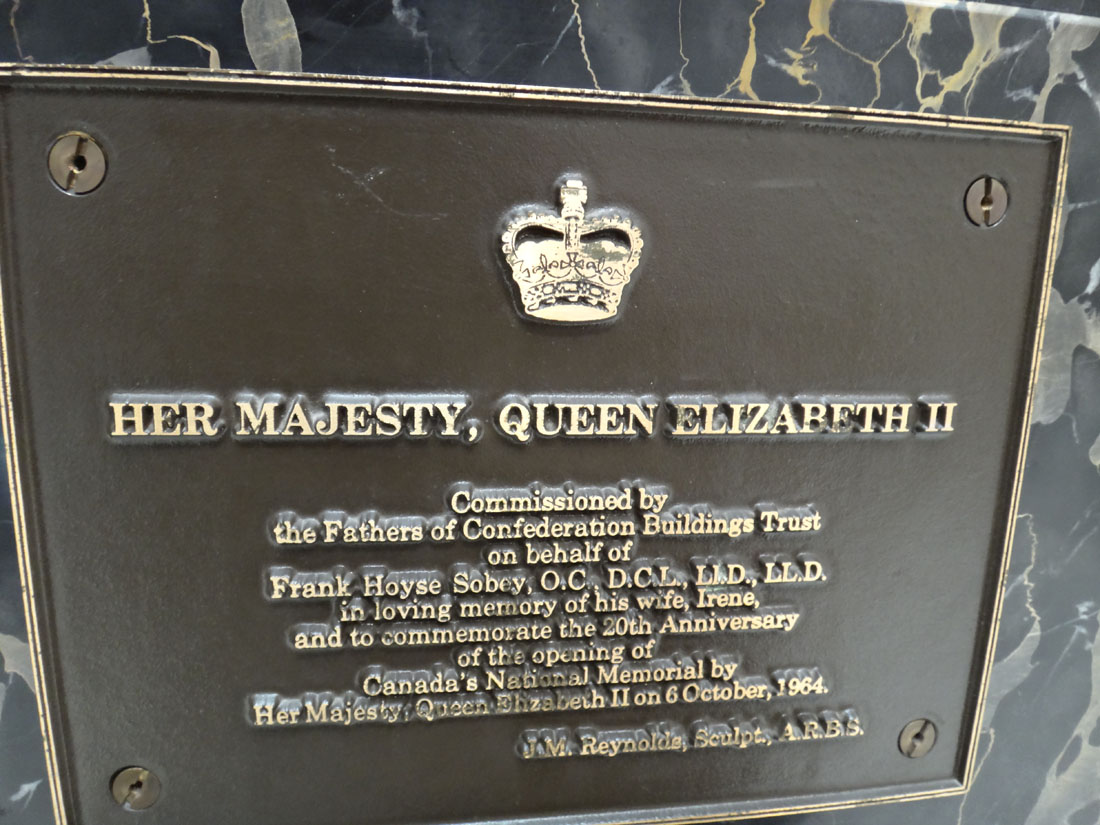 HER MAJESTY, QUEEN ELIZABETH II
Commissioned by
the Fathers of Confederation Buildings Trust
on behalf of
Frank Hoyse Sobey, O.C., D.C.L., Ll.D., LL.D.
in loving memory of his wife, Irene,
and to commemorate the 20th Anniversary
of the opening of
Canada's National Memorial by
Her Majesty, Queen Elizabeth II on 6 October, 1964.
J.M. Reynolds, Sculpt., A.R.B.S.